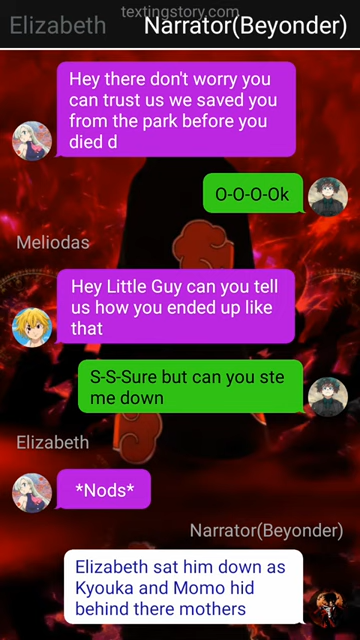 textingstory.com
Elizabeth Narrator(Beyonder)
Hey there don't worry you
can trust us we saved you
from the park before you
died d
O-O-O-Ok
Meliodas
Hey Little Guy can you tell
us how you ended up like
that
S-S-Sure but can you ste
me down
Elizabeth
*Nods*
Narrator(Beyonder)
Elizabeth sat him down as
Kyouka and Momo hid
behind there mothers